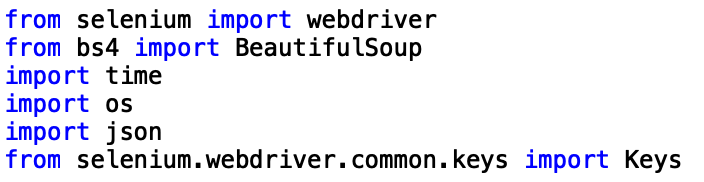 from selenium import webdriver
from bs4 import BeautifulSoup
import time
import os
import json
from selenium.webdriver.common.keys import Keys